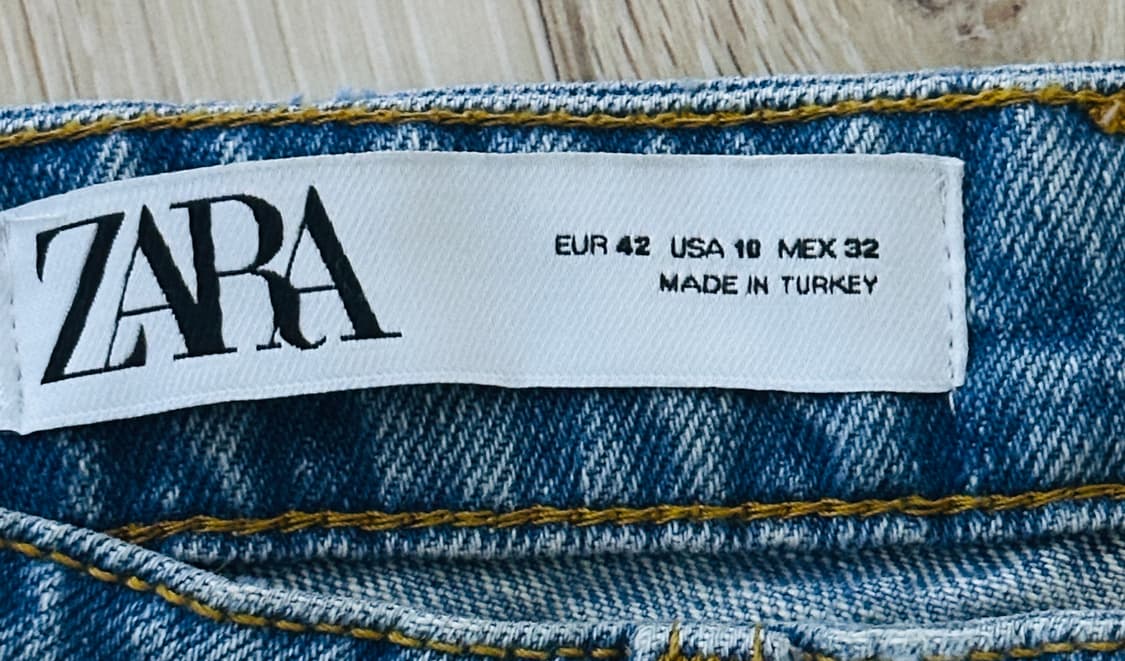 ZARA
EUR 42 USA 10 MEX 32
MADE IN TURKEY